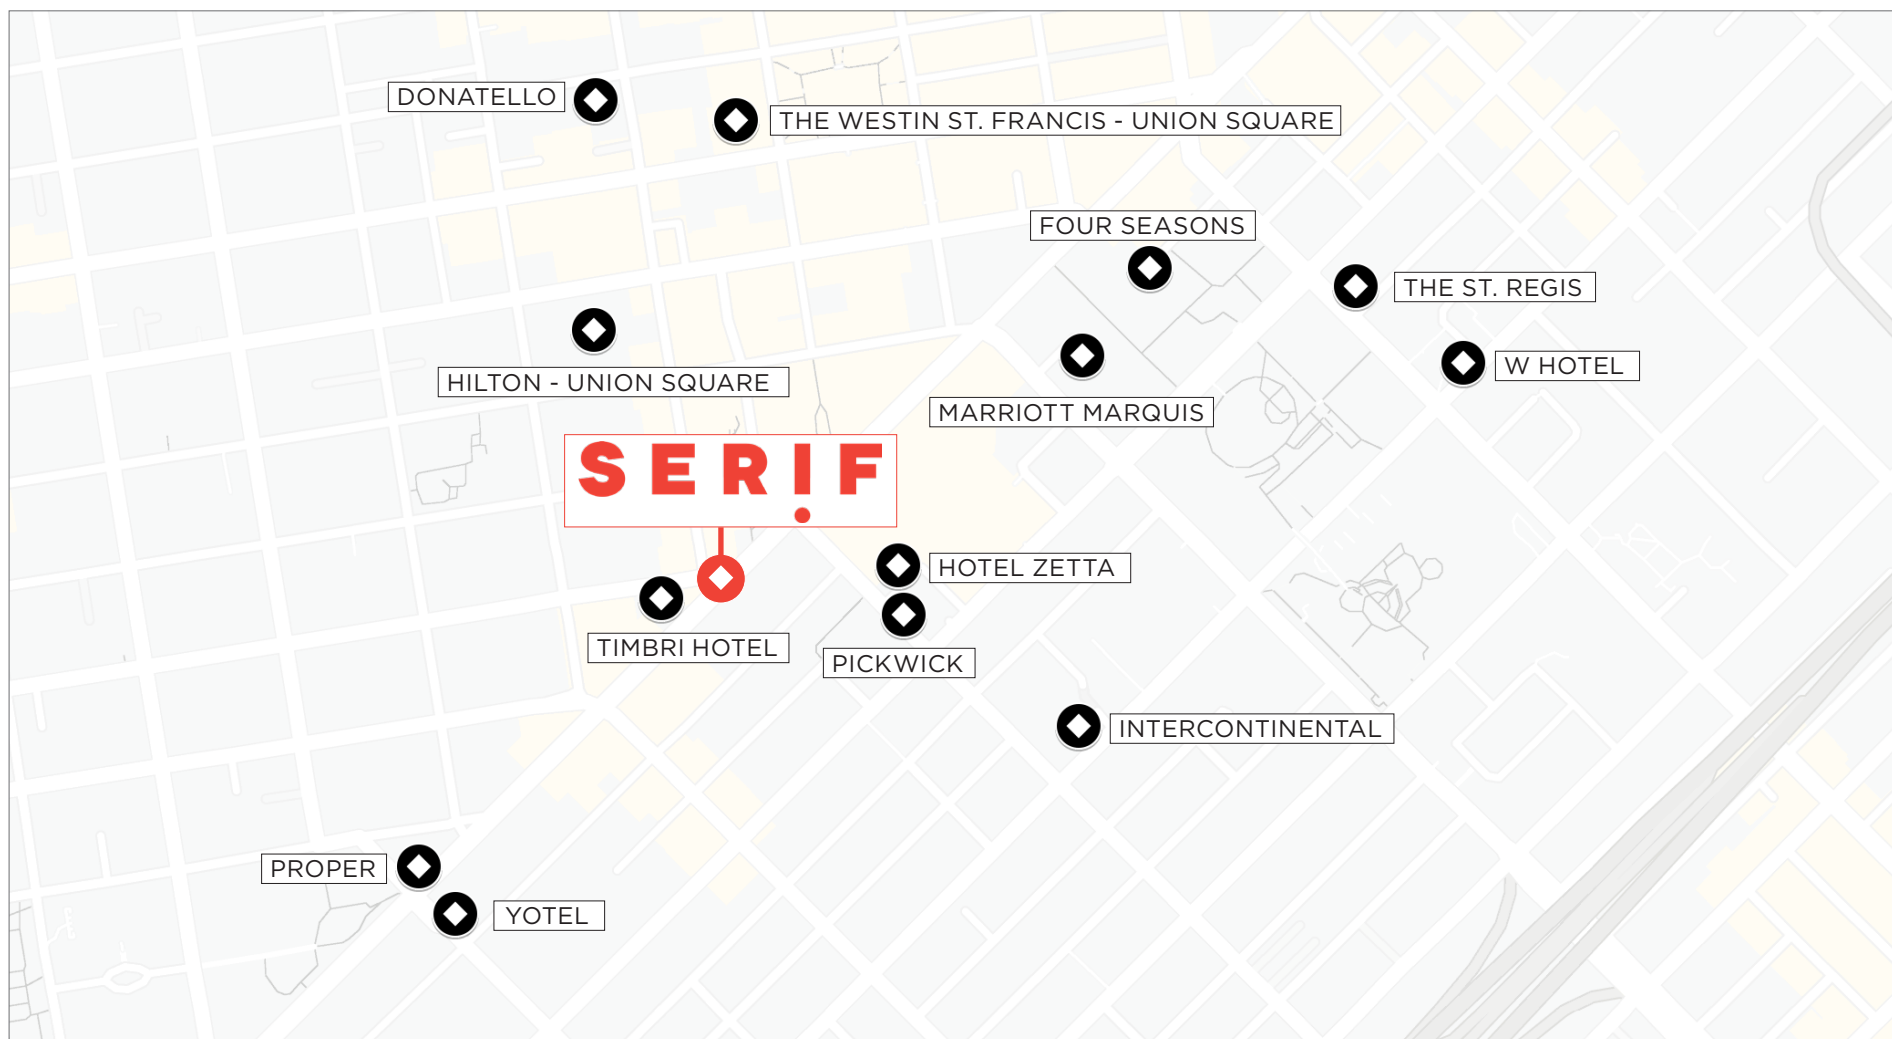 DONATELLO
THE WESTIN ST. FRANCIS - UNION SQUARE
FOUR SEASONS
THE ST. REGIS
HILTON - UNION SQUARE
W HOTEL
MARRIOTT MARQUIS
SERIF
HOTEL ZETTA
TIMBRI HOTEL
PICKWICK
INTERCONTINENTAL
PROPER
YOTEL